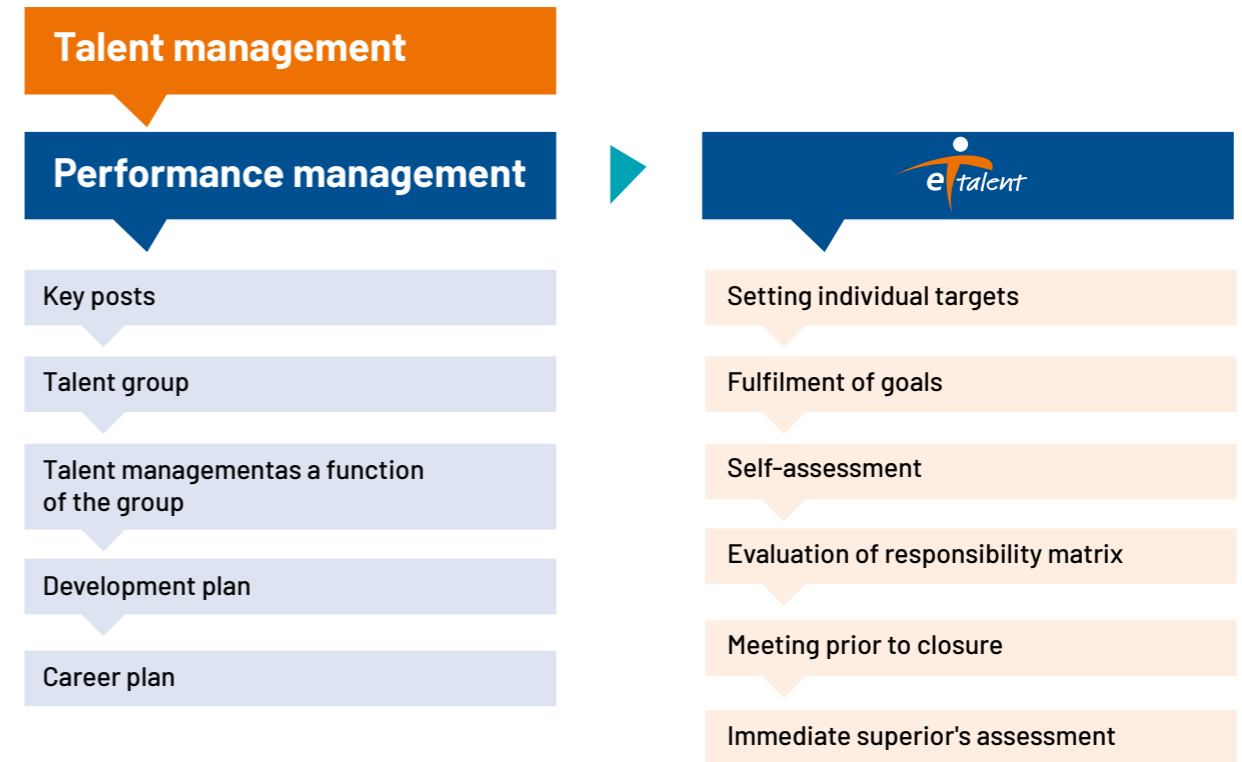 Talent management
Performance management
Key posts
Talent group
Talent managementas a function
of the group
Development plan
Career plan
eTalent
Setting individual targets
Fulfilment of goals
Self-assessment
Evaluation of responsibility matrix
Meeting prior to closure
Immediate superior's assessment